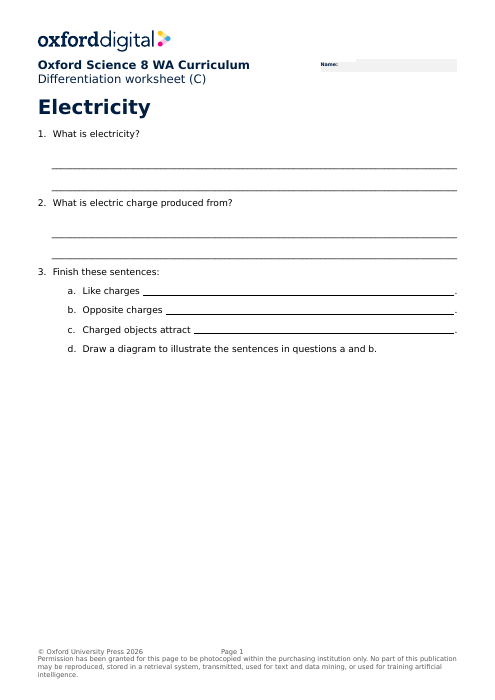 oxforddigital
Oxford Science 8 WA Curriculum
Name:
Differentiation worksheet (C)
Electricity
1. What is electricity?
2. What is electric charge produced from?
3. Finish these sentences:
a. Like charges ____.
b. Opposite charges ____.
c. Charged objects attract ____.
d. Draw a diagram to illustrate the sentences in questions a and b.
© Oxford University Press 2026 Page 1
Permission has been granted for this page to be photocopied within the purchasing institution only. No part of this publication
may be reproduced, stored in a retrieval system, transmitted, used for text and data mining, or used for training artificial
intelligence.